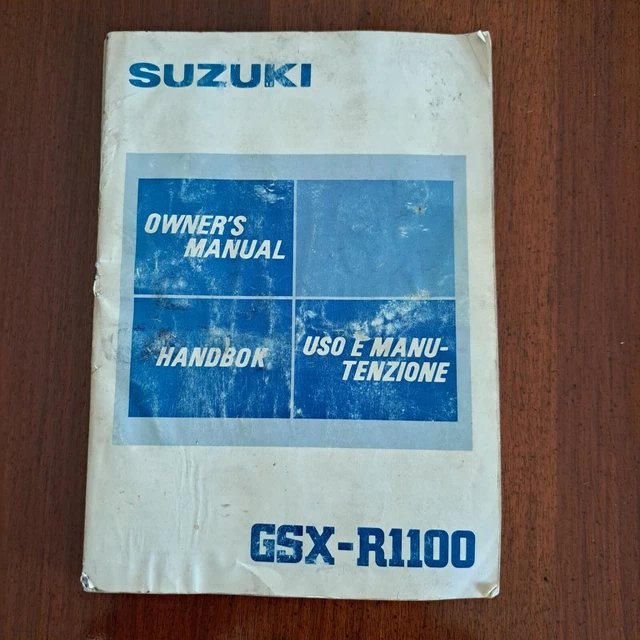 SUZUKI
OWNER'S
MANUAL
HANDBOK
USO E MANU-
TENZIONE
GSX-R1100